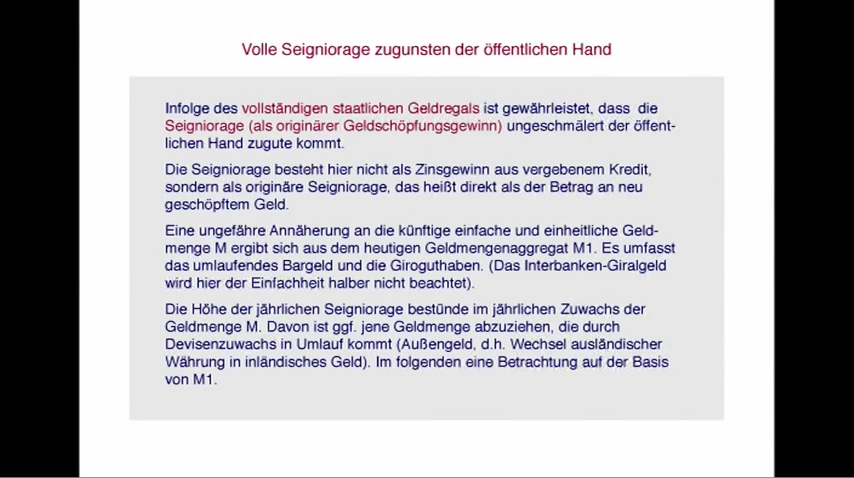 Volle Seigniorage zugunsten der öffentlichen Hand
Infolge des vollständigen staatlichen Geldregals ist gewährleistet, dass die
Seigniorage (als originärer Geldschöpfungsgewinn) ungeschmälert der öffent-
lichen Hand zugute kommt.
Die Seigniorage besteht hier nicht als Zinsgewinn aus vergebenem Kredit,
sondern als originäre Seigniorage, das heißt direkt als der Betrag an neu
geschöpftem Geld.
Eine ungefähre Annäherung an die künftige einfache und einheitliche Geld-
menge M ergibt sich aus dem heutigen Geldmengenaggregat M1. Es umfasst
das umlaufendes Bargeld und die Giroguthaben. (Das Interbanken-Giralgeld
wird hier der Einfachheit halber nicht beachtet).
Die Höhe der jährlichen Seigniorage bestünde im jährlichen Zuwachs der
Geldmenge M. Davon ist ggf. jene Geldmenge abzuziehen, die durch
Devisenzuwachs in Umlauf kommt (Außengeld, d.h. Wechsel ausländischer
Währung in inländisches Geld). Im folgenden eine Betrachtung auf der Basis
von M1.